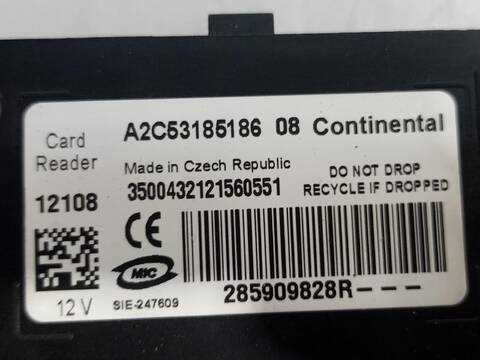 A2C53185186 08 Continental
Card
Reader
Made in Czech Republic
DO NOT DROP
12108
3500432121560551
RECYCLE IF DROPPED
CE
MIC
12 V
SIE-247609
285909828R---